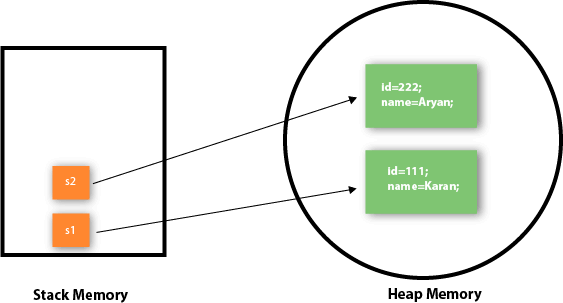 s2
s1
Stack Memory
id=222;
name=Aryan;
id=111;
name=Karan;
Heap Memory